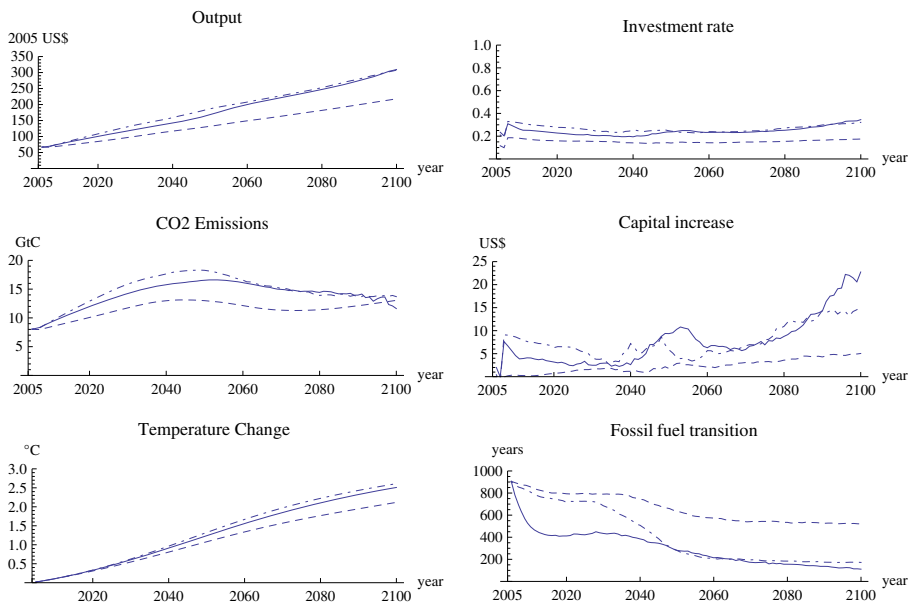 Output
2005 US$
350
300
250
200
150
100
50
2005 2020 2040 2060 2080 2100 year
Investment rate
1.0
0.8
0.6
0.4
0.2
2005 2020 2040 2060 2080 2100 year
CO2 Emissions
GtC
20
15
10
5
2005 2020 2040 2060 2080 2100 year
Capital increase
US$
25
20
15
10
5
2005 2020 2040 2060 2080 2100 year
Temperature Change
°C
3.0
2.5
2.0
1.5
1.0
0.5
2020 2040 2060 2080 2100 year
Fossil fuel transition
years
1000
800
600
400
200
2005 2020 2040 2060 2080 2100 year